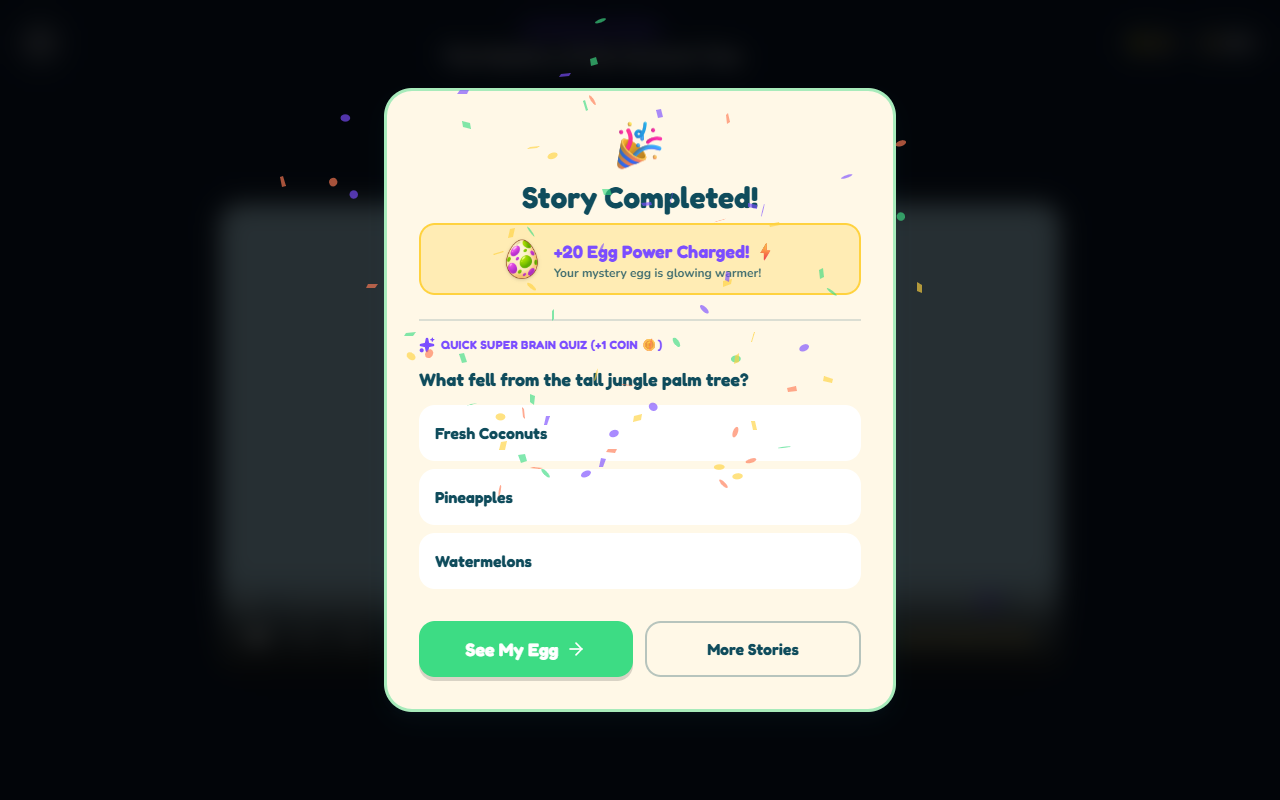 Story Completed!
+20 Egg Power Charged!
Your mystery egg is glowing warmer!
QUICK SUPER BRAIN QUIZ (+1 COIN )
What fell from the tall jungle palm tree?
Fresh Coconuts
Pineapples
Watermelons
See My Egg →
More Stories